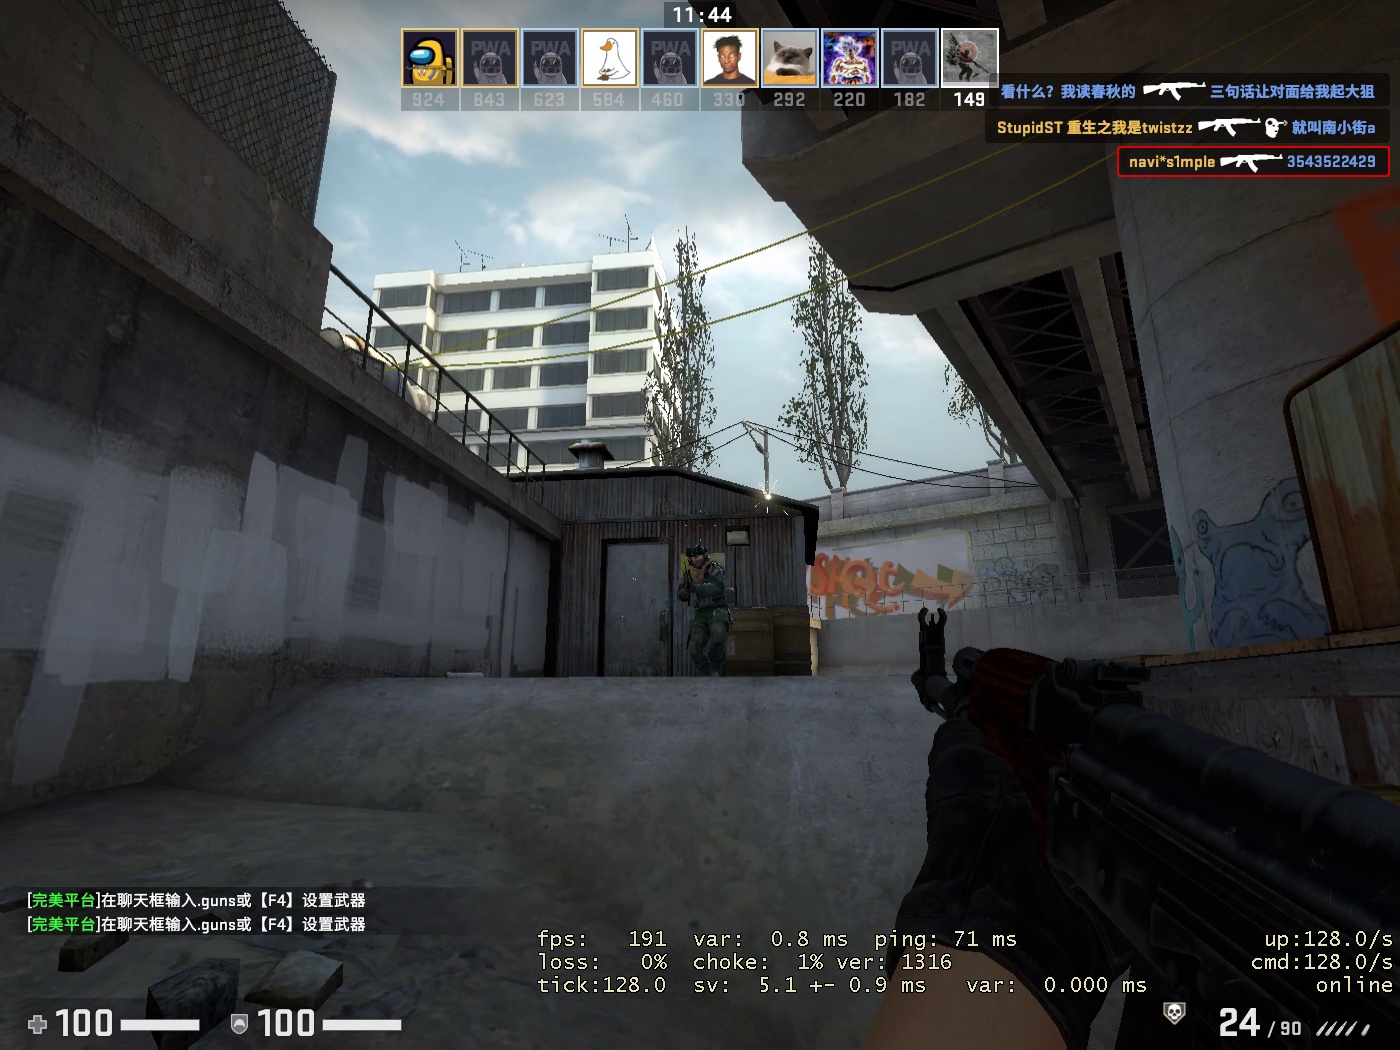 11:44
PWA PWA PWA PWA
924 843 623 584 460 330 292 220 182 149
看什么？我读春秋的 三句话让对面给我起大狙
StupidST 重生之我是twistzz 就叫南小街a
navi*s1mple 3543522429
[完美平台]在聊天框输入.guns或【F4】设置武器
[完美平台]在聊天框输入.guns或【F4】设置武器
fps: 191 var: 0.8 ms ping: 71 ms
loss: 0% choke: 1% ver: 1316
tick:128.0 sv: 5.1 +- 0.9 ms var: 0.000 ms
up:128.0/s
cmd:128.0/s
online
100 100
24 / 90